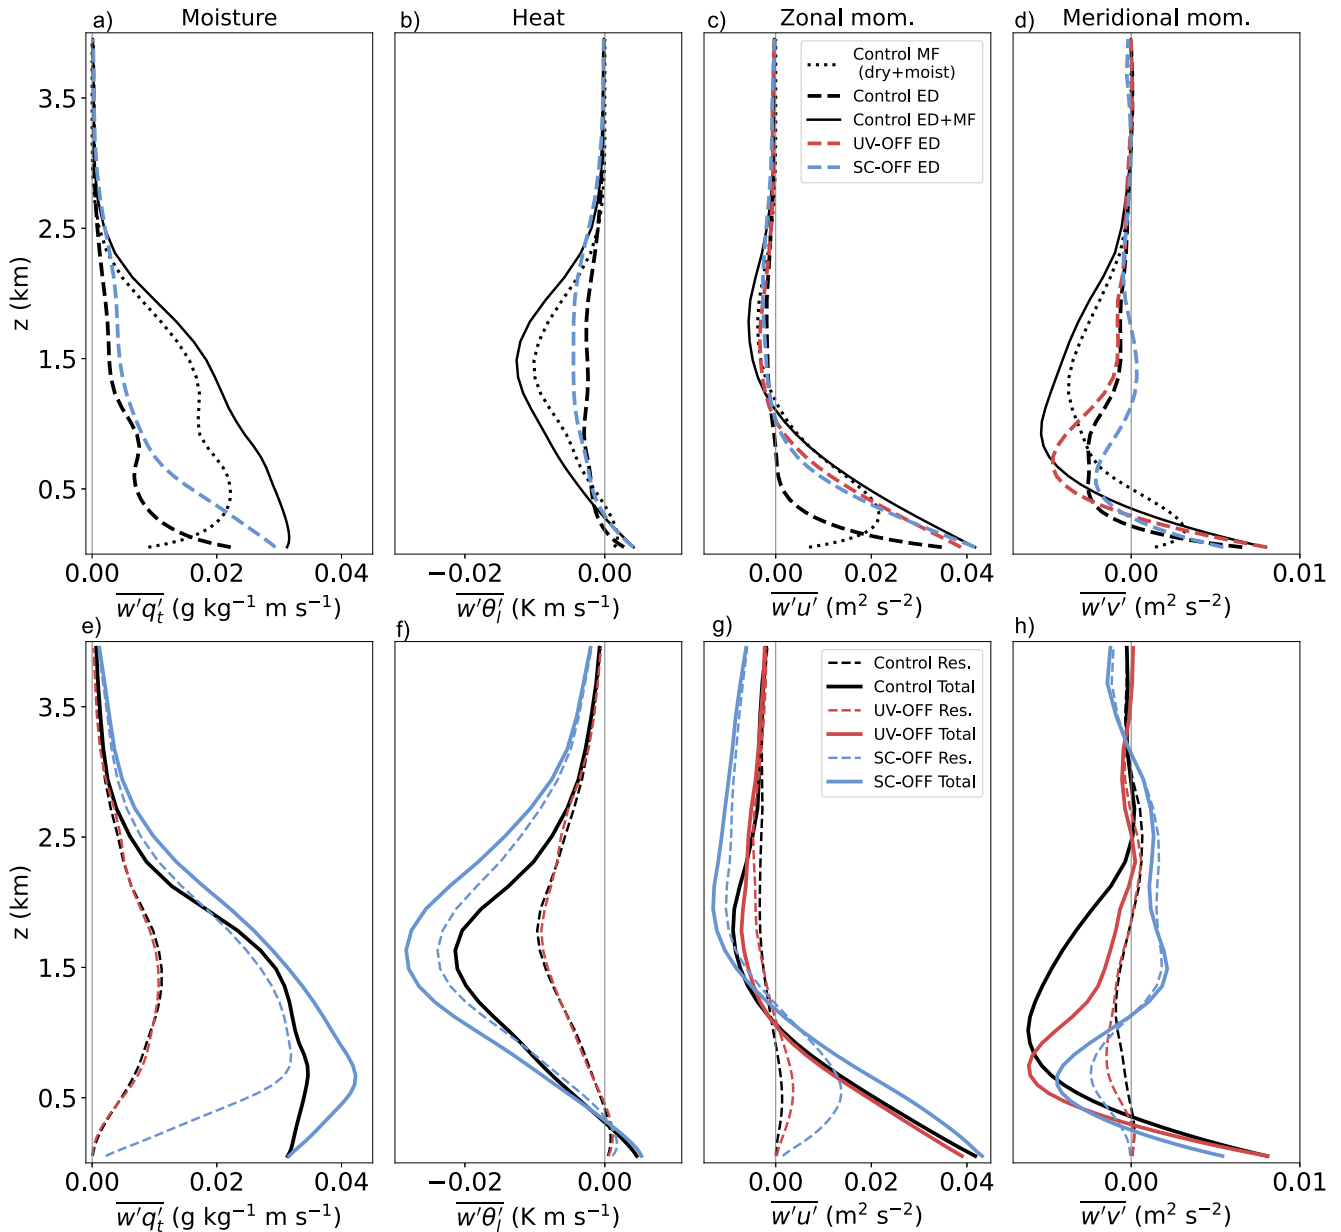 a) Moisture
b) Heat
c) Zonal mom.
d) Meridional mom.
Control MF
(dry+moist)
Control ED
Control ED+MF
UV-OFF ED
SC-OFF ED
z (km)
3.5
2.5
1.5
0.5
0.00 0.02 0.04
−0.02 0.00
0.00 0.02 0.04
0.00 0.01
w'q't (g kg⁻¹ m s⁻¹)
w'θ'l (K m s⁻¹)
w'u' (m² s⁻²)
w'v' (m² s⁻²)
e)
f)
g)
h)
Control Res.
Control Total
UV-OFF Res.
UV-OFF Total
SC-OFF Res.
SC-OFF Total
z (km)
3.5
2.5
1.5
0.5
0.00 0.02 0.04
−0.02 0.00
0.00 0.02 0.04
0.00 0.01
w'q't (g kg⁻¹ m s⁻¹)
w'θ'l (K m s⁻¹)
w'u' (m² s⁻²)
w'v' (m² s⁻²)